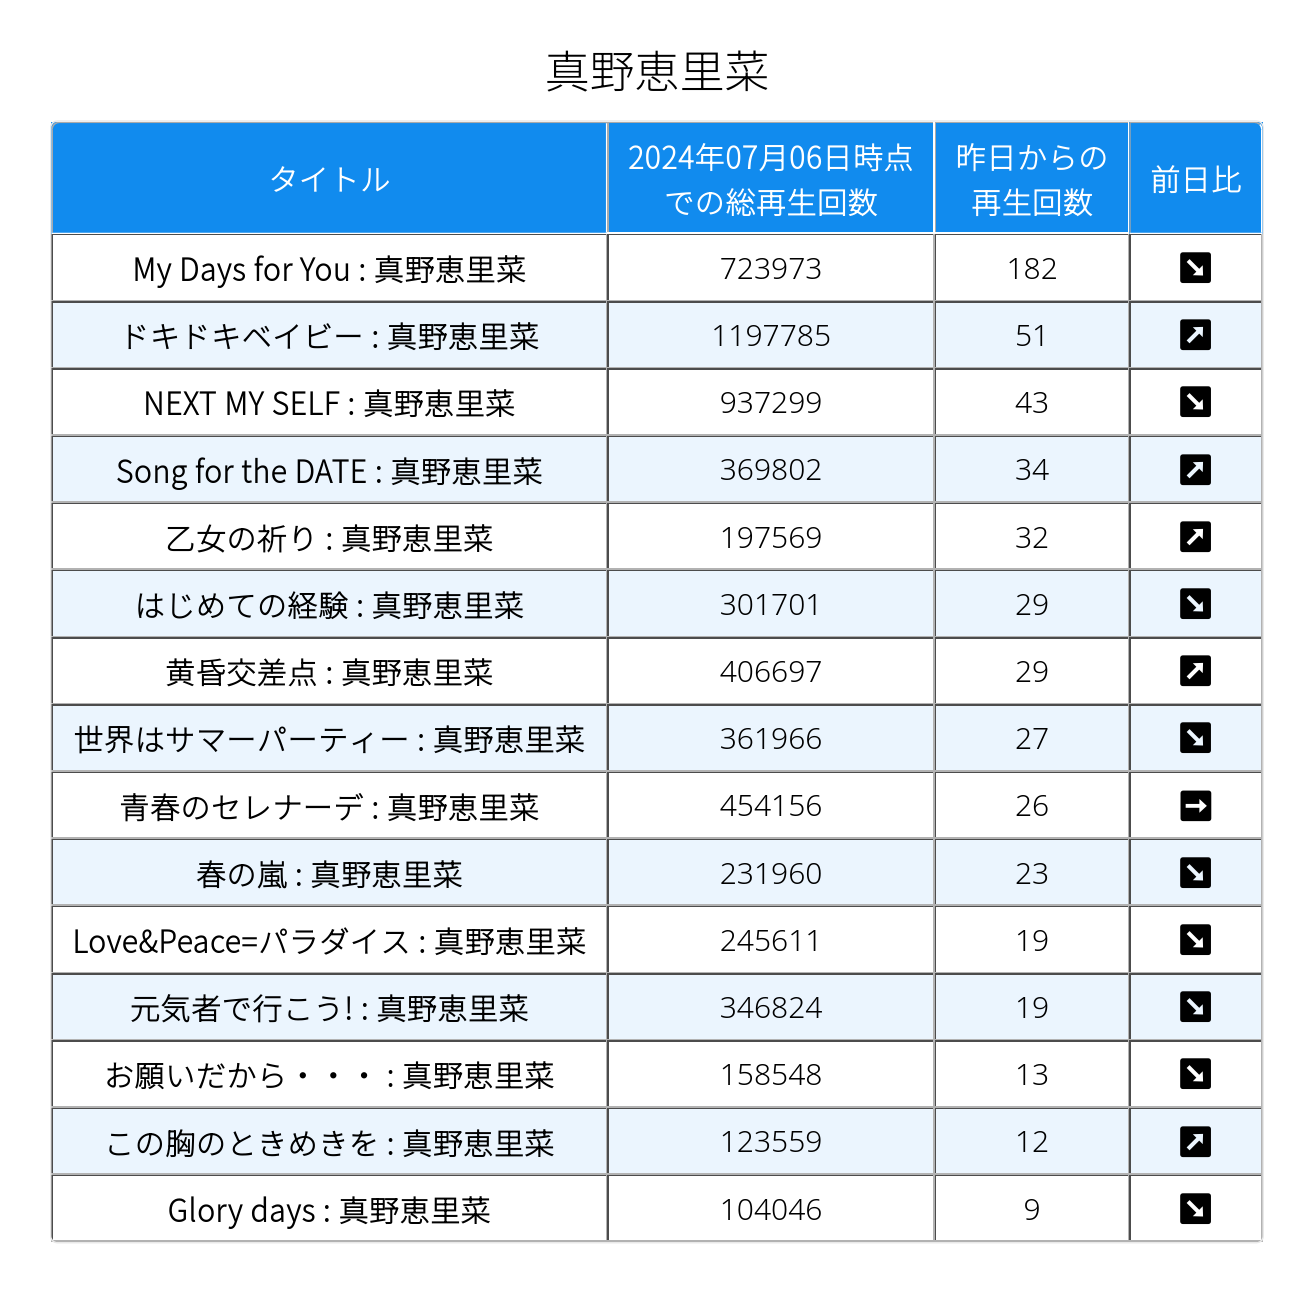 真野恵里菜
タイトル 2024年07月06日時点での総再生回数 昨日からの再生回数 前日比
My Days for You : 真野恵里菜 723973 182 ↘
ドキドキベイビー : 真野恵里菜 1197785 51 ↗
NEXT MY SELF : 真野恵里菜 937299 43 ↘
Song for the DATE : 真野恵里菜 369802 34 ↗
乙女の祈り : 真野恵里菜 197569 32 ↗
はじめての経験 : 真野恵里菜 301701 29 ↘
黄昏交差点 : 真野恵里菜 406697 29 ↗
世界はサマーパーティー : 真野恵里菜 361966 27 ↘
青春のセレナーデ : 真野恵里菜 454156 26 →
春の嵐 : 真野恵里菜 231960 23 ↘
Love&Peace=パラダイス : 真野恵里菜 245611 19 ↘
元気者で行こう! : 真野恵里菜 346824 19 ↘
お願いだから・・・ : 真野恵里菜 158548 13 ↘
この胸のときめきを : 真野恵里菜 123559 12 ↗
Glory days : 真野恵里菜 104046 9 ↘